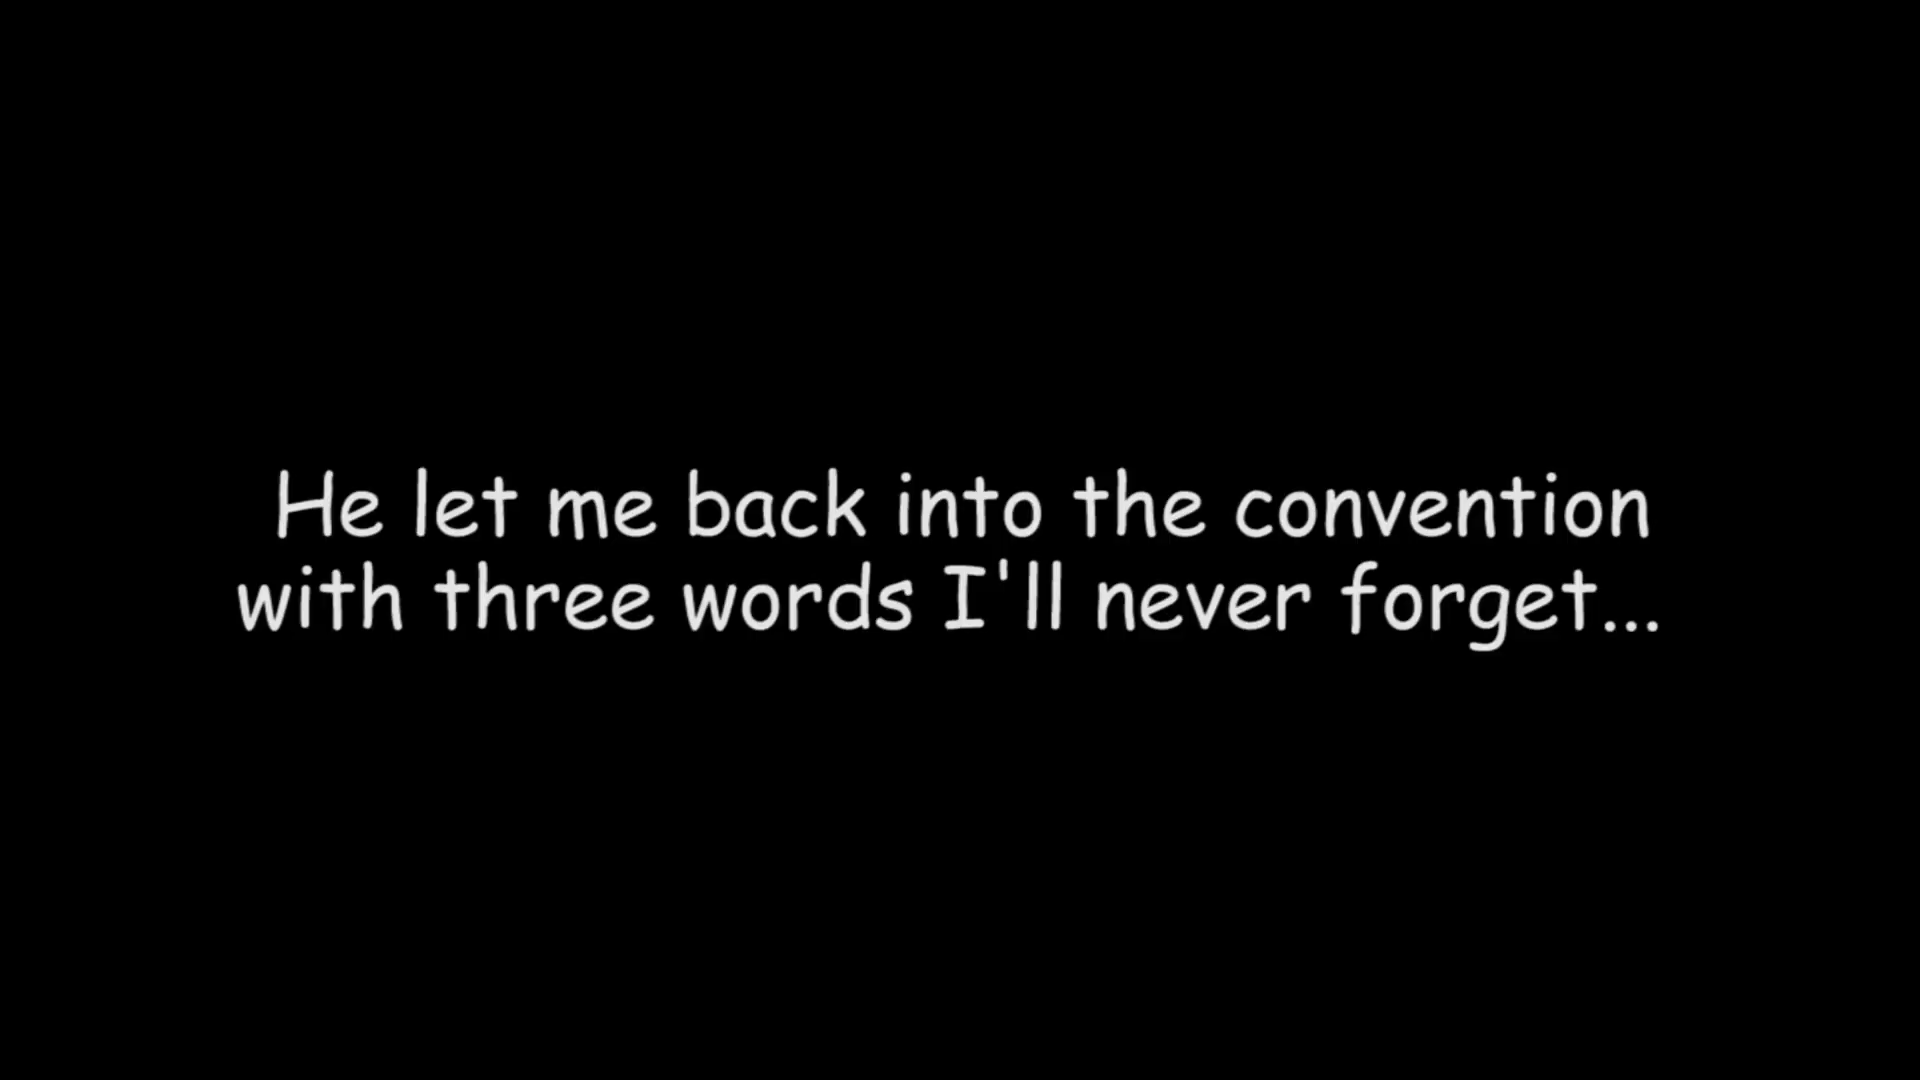 He let me back into the convention
with three words I'll never forget...